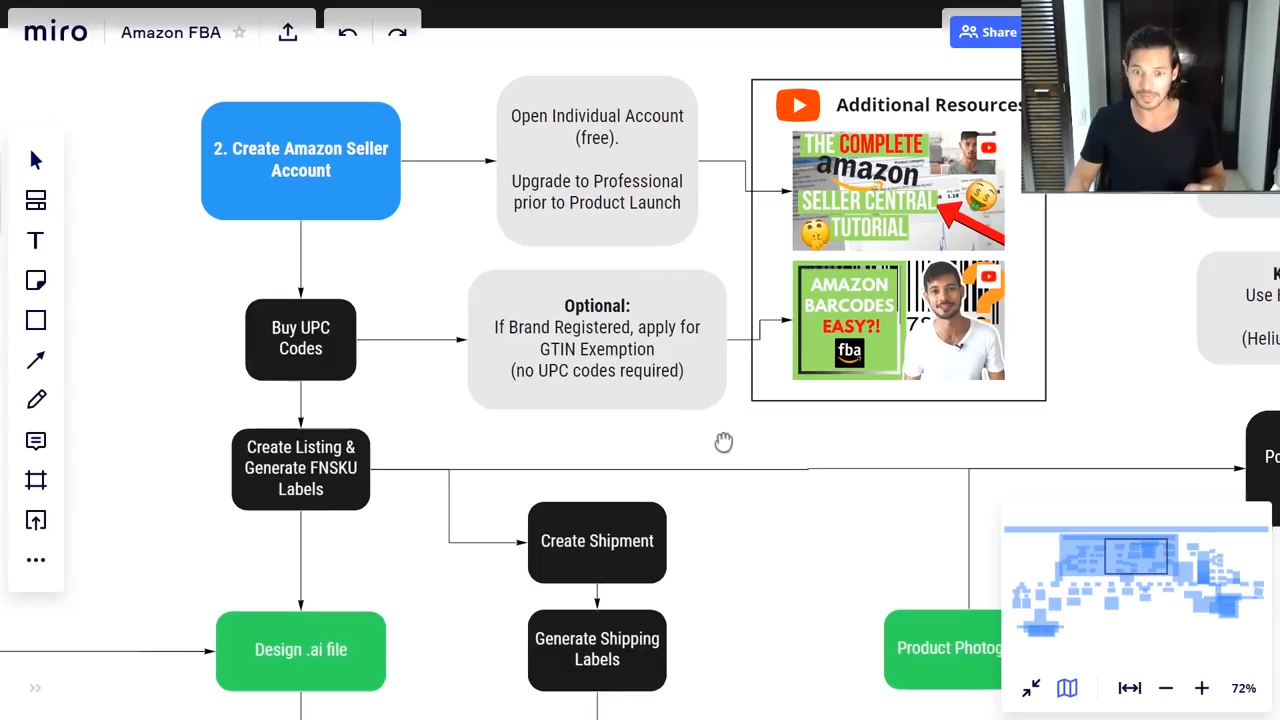 miro
Amazon FBA
Share
2. Create Amazon Seller
Account
Open Individual Account
(free).
Upgrade to Professional
prior to Product Launch
Additional Resources
THE COMPLETE
amazon
SELLER CENTRAL
TUTORIAL
Buy UPC
Codes
Optional:
If Brand Registered, apply for
GTIN Exemption
(no UPC codes required)
AMAZON
BARCODES
EASY?!
fba
Create Listing &
Generate FNSKU
Labels
Create Shipment
Generate Shipping
Labels
Design .ai file
Product Photog
K
Use
(Heliu
Po
T
72%